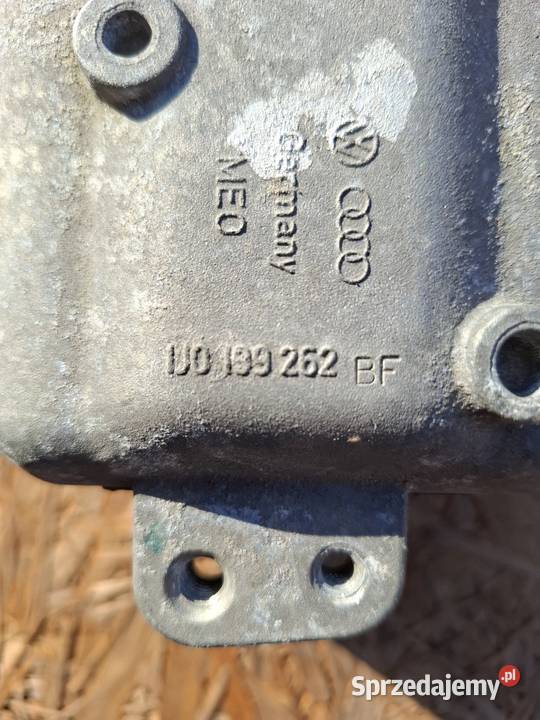 Germany
MEO
1J0 199 262 BF
Sprzedajemy.pl